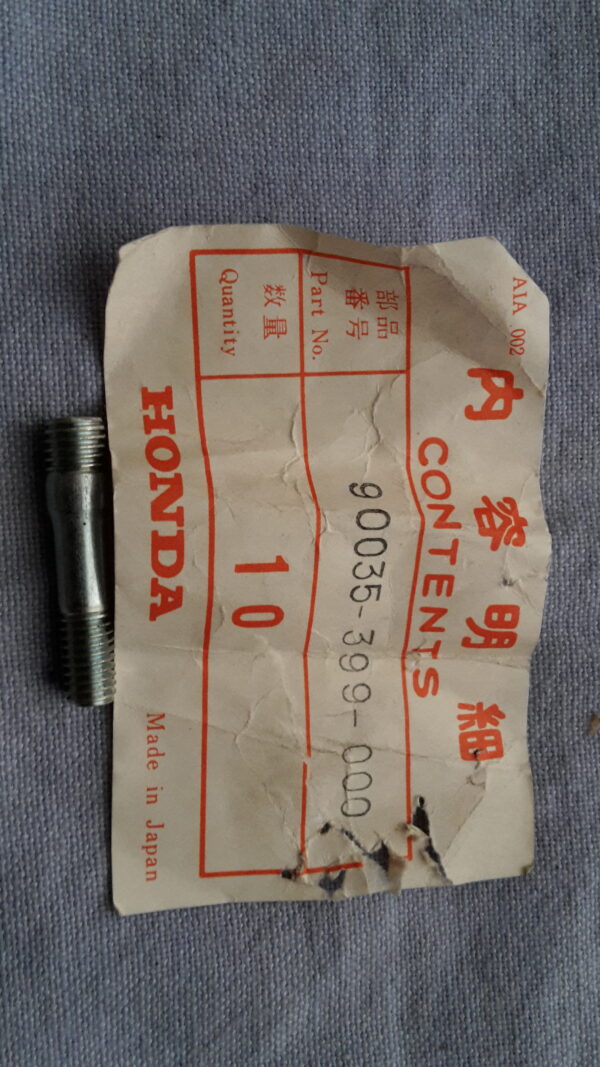 AIA 002
内容明細
CONTENTS
部品
番号
Part No.
90035-399-000
数量
Quantity
10
HONDA
Made in Japan